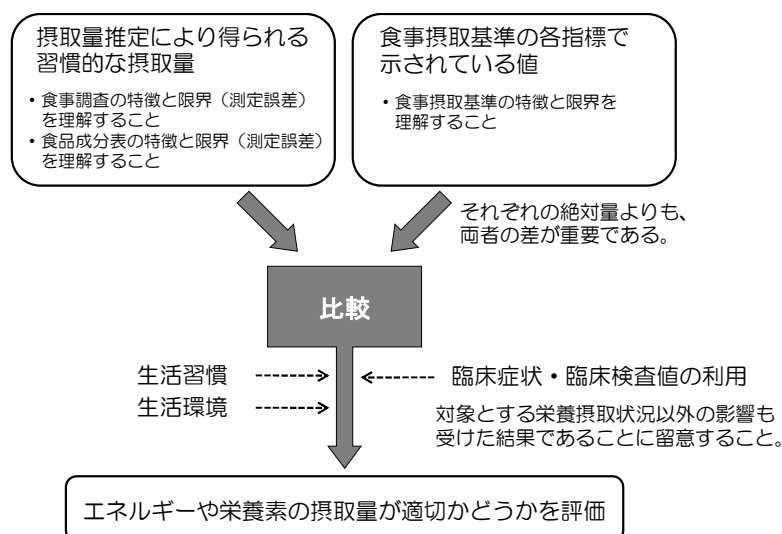 摂取量推定により得られる
習慣的な摂取量
・食事調査の特徴と限界（測定誤差）
を理解すること
・食品成分表の特徴と限界（測定誤差）
を理解すること
食事摂取基準の各指標で
示されている値
・食事摂取基準の特徴と限界を
理解すること
それぞれの絶対量よりも、
両者の差が重要である。
比較
生活習慣
生活環境
臨床症状・臨床検査値の利用
対象とする栄養摂取状況以外の影響も
受けた結果であることに留意すること。
エネルギーや栄養素の摂取量が適切かどうかを評価